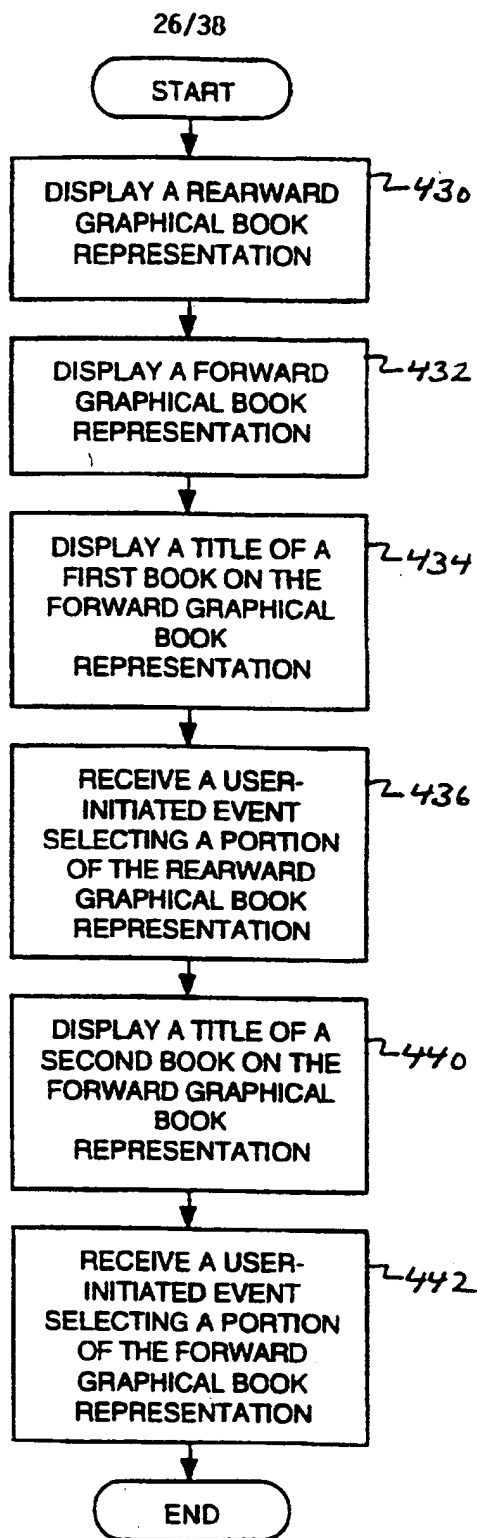 26/38
START
DISPLAY A REARWARD
GRAPHICAL BOOK
REPRESENTATION
430
DISPLAY A FORWARD
GRAPHICAL BOOK
REPRESENTATION
432
DISPLAY A TITLE OF A
FIRST BOOK ON THE
FORWARD GRAPHICAL
BOOK
REPRESENTATION
434
RECEIVE A USER-
INITIATED EVENT
SELECTING A PORTION
OF THE REARWARD
GRAPHICAL BOOK
REPRESENTATION
436
DISPLAY A TITLE OF A
SECOND BOOK ON THE
FORWARD GRAPHICAL
BOOK
REPRESENTATION
440
RECEIVE A USER-
INITIATED EVENT
SELECTING A PORTION
OF THE FORWARD
GRAPHICAL BOOK
REPRESENTATION
442
END